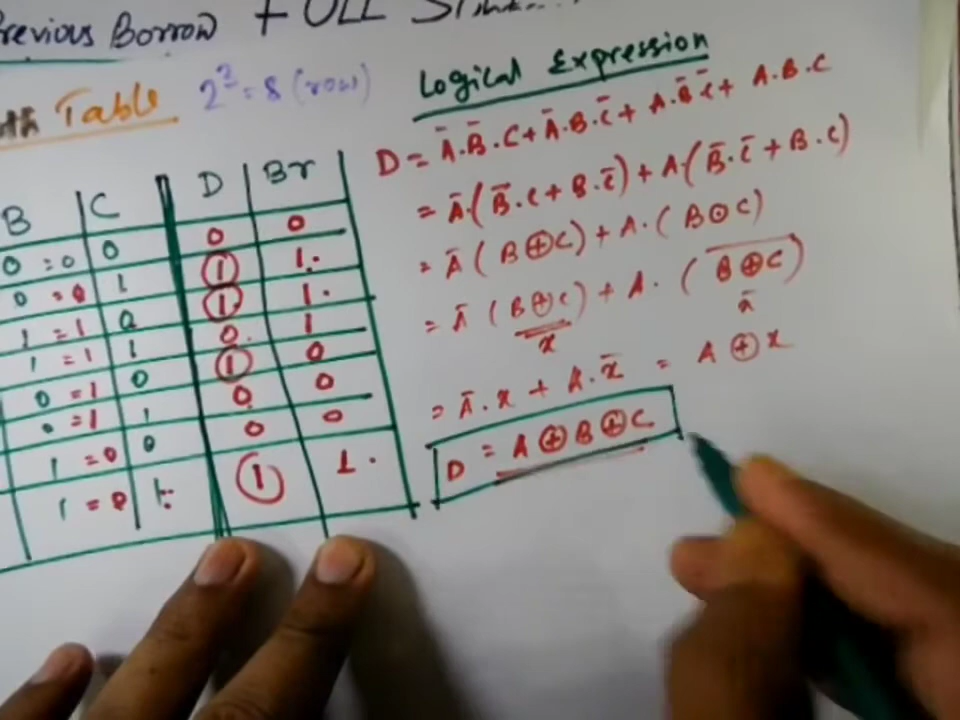 Previous Borrow + FULL
Table 2³ = 8 (row)
Logical Expression
B C D Br
0 = 0 0 0 0
0 = 0 1 1 1.
1 = 1 0 1 1.
1 = 1 1 0. 1
0 = 1 0 1 0
0 = 1 1 0 0
1 = 0 0 0 0
1 = 0 1 1 1.
D = A̅.B̅.C + A̅.B.C̅ + A.B̅.C̅ + A.B.C
= A̅.(B̅.C + B.C̅) + A(B̅.C̅ + B.C)
= A̅(B⊕C) + A.(B⊙C)
= A̅(B⊕C) + A.(B⊕C)̅
x x̅
= A̅.x + A.x̅ = A⊕x
D = A⊕B⊕C